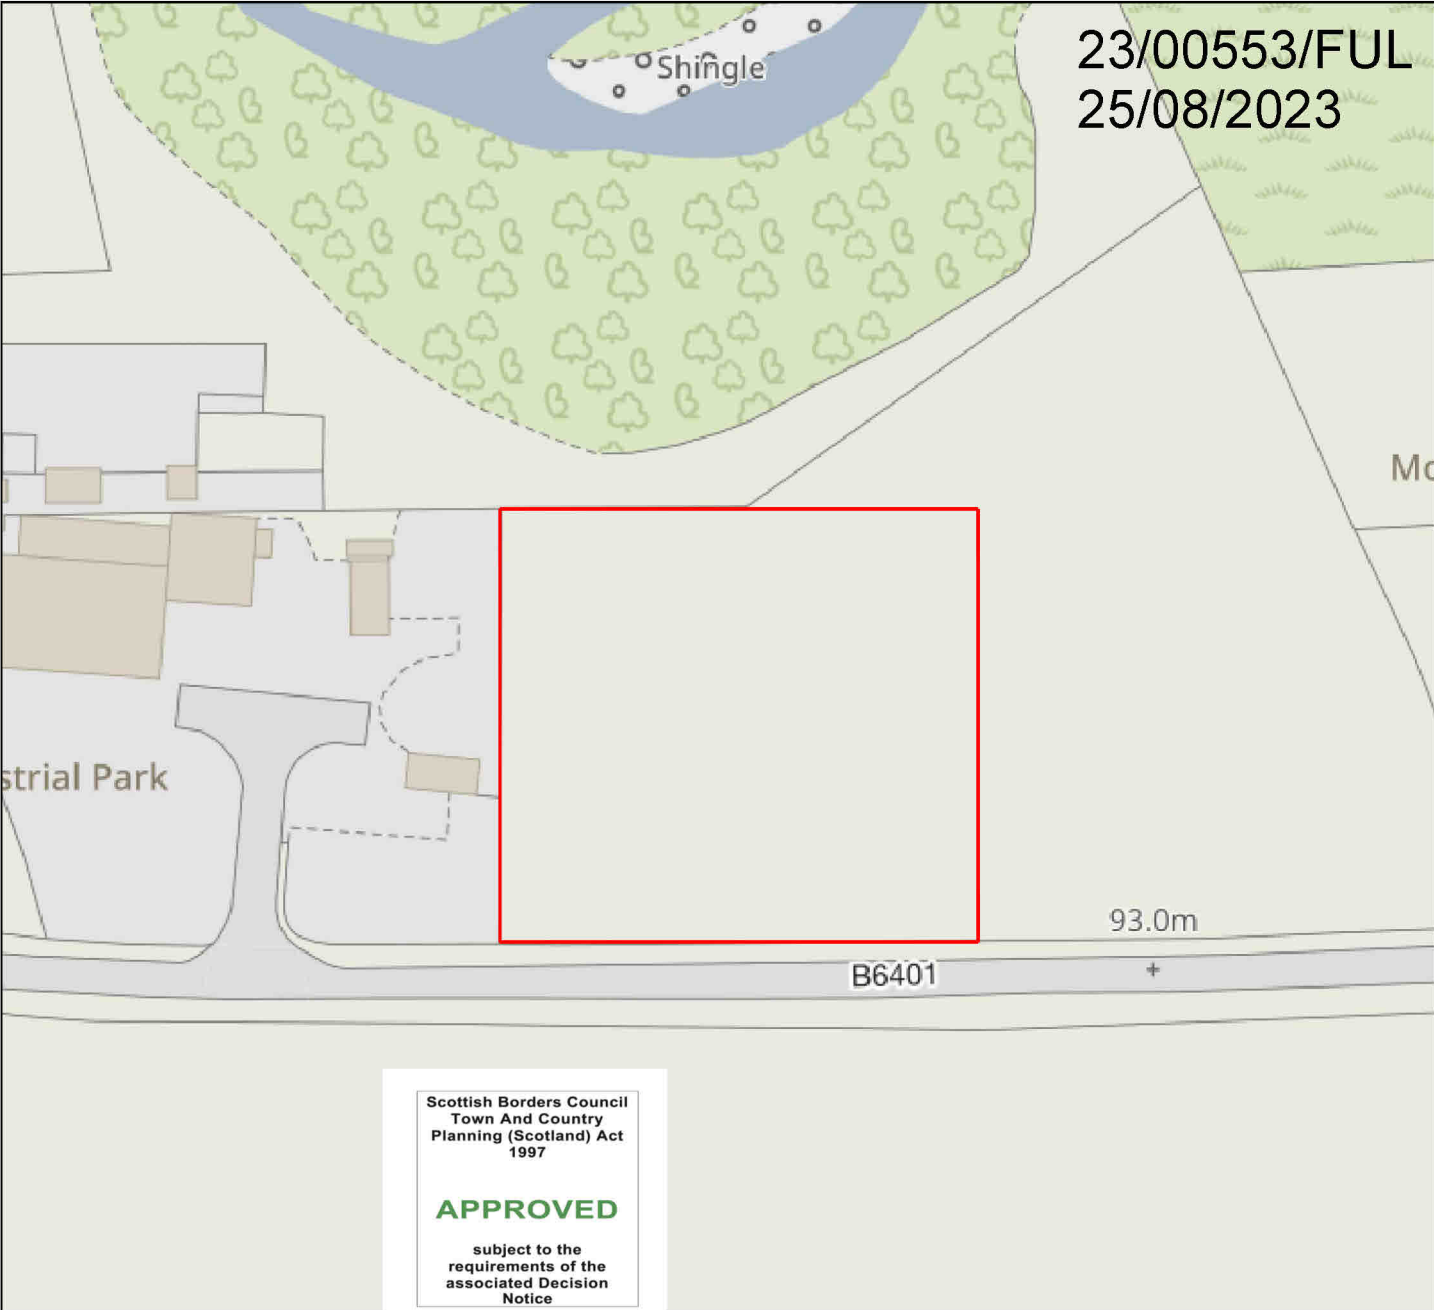 23/00553/FUL
25/08/2023
Shingle
Mo
strial Park
93.0m
B6401
Scottish Borders Council
Town And Country
Planning (Scotland) Act
1997
APPROVED
subject to the
requirements of the
associated Decision
Notice